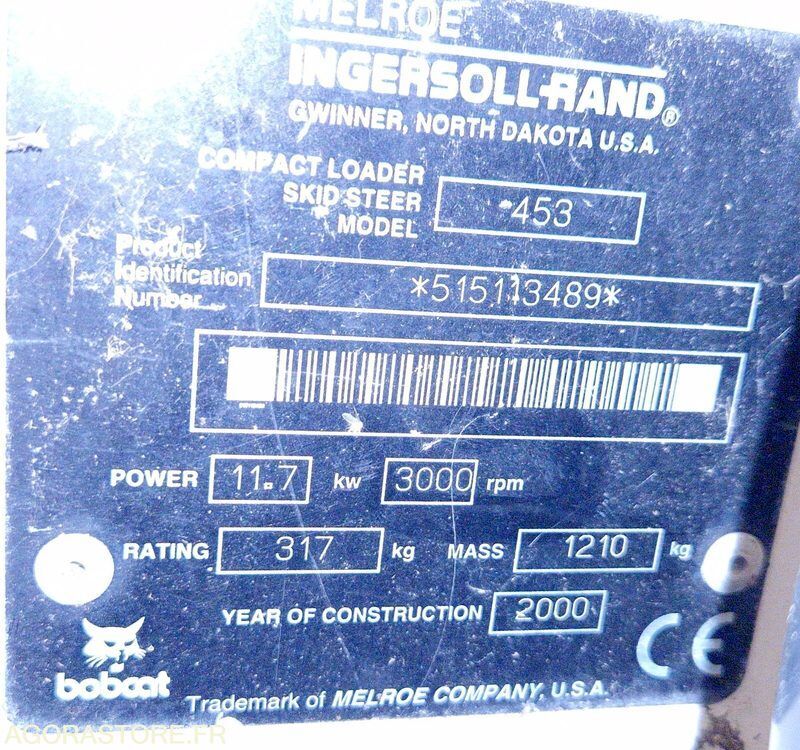 MELROE
INGERSOLL-RAND®
GWINNER, NORTH DAKOTA U.S.A.
COMPACT LOADER
SKID STEER
MODEL 453
Product
Identification
Number
*515113489*
POWER 11.7 kw 3000 rpm
RATING 317 kg MASS 1210 kg
YEAR OF CONSTRUCTION 2000
CE
bobcat
Trademark of MELROE COMPANY, U.S.A.
AGORASTORE.FR